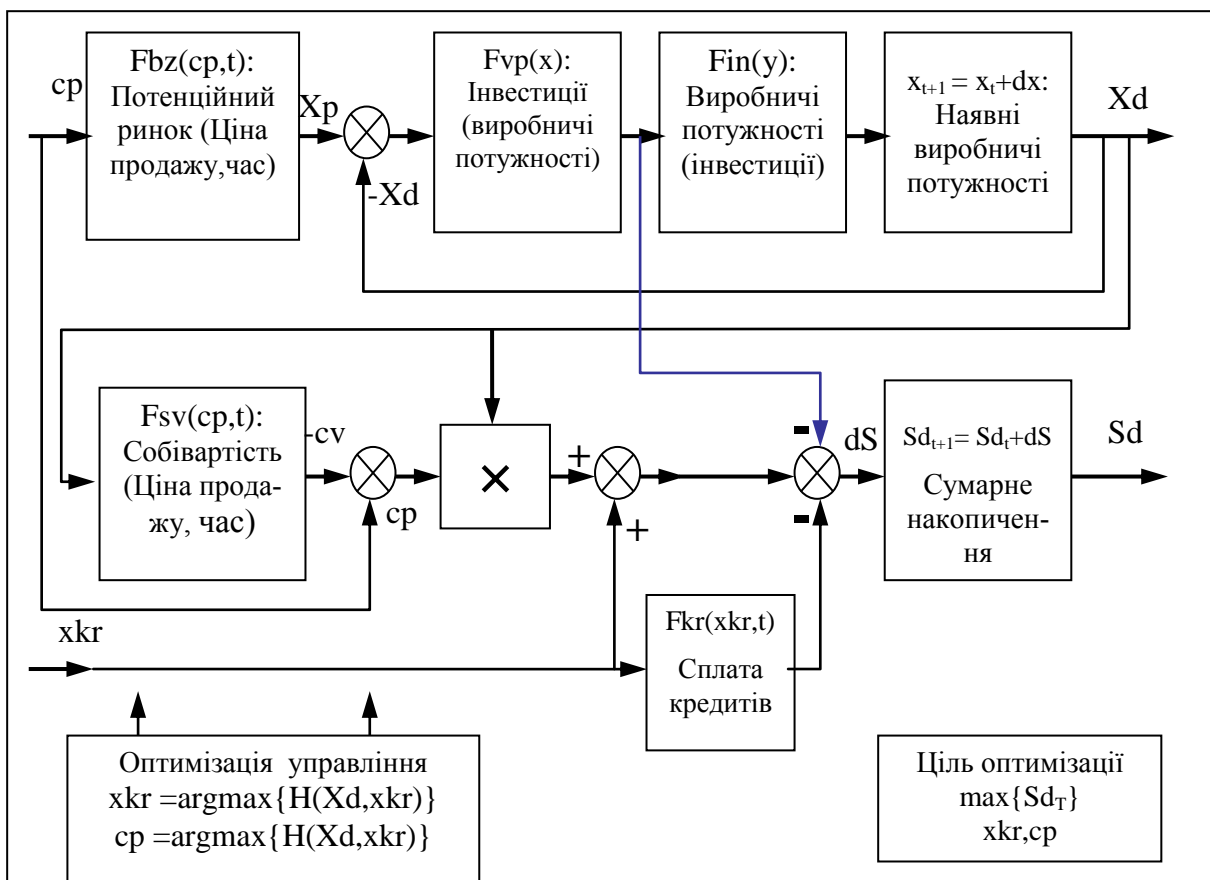 cp
Fbz(cp,t):
Потенційний
ринок (Ціна
продажу,час)
Xp
-Xd
Fvp(x):
Інвестиції
(виробничі
потужності)
Fin(y):
Виробничі
потужності
(інвестиції)
xt+1 = xt+dx:
Наявні
виробничі
потужності
Xd
Fsv(cp,t):
Собівартість
(Ціна прода-
жу, час)
-cv
cp
×
+
+
-
-
dS
Sdt+1= Sdt+dS
Сумарне
накопичен-
ня
Sd
xkr
Fkr(xkr,t)
Сплата
кредитів
Оптимізація управління
xkr =argmax{H(Xd,xkr)}
cp =argmax{H(Xd,xkr)}
Ціль оптимізації
max{SdT}
xkr,cp